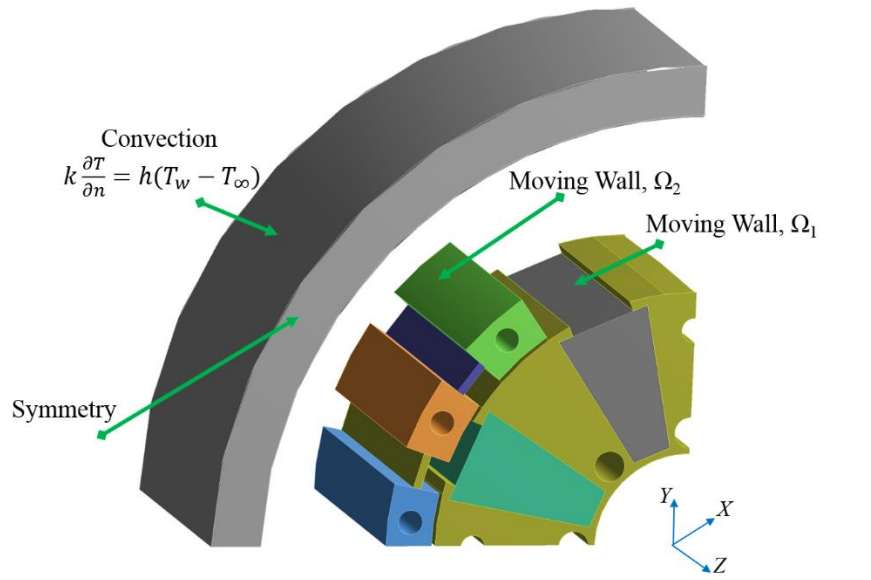 Convection
k ∂T/∂n = h(T_w − T_∞)
Moving Wall, Ω₂
Moving Wall, Ω₁
Symmetry
Y
X
Z